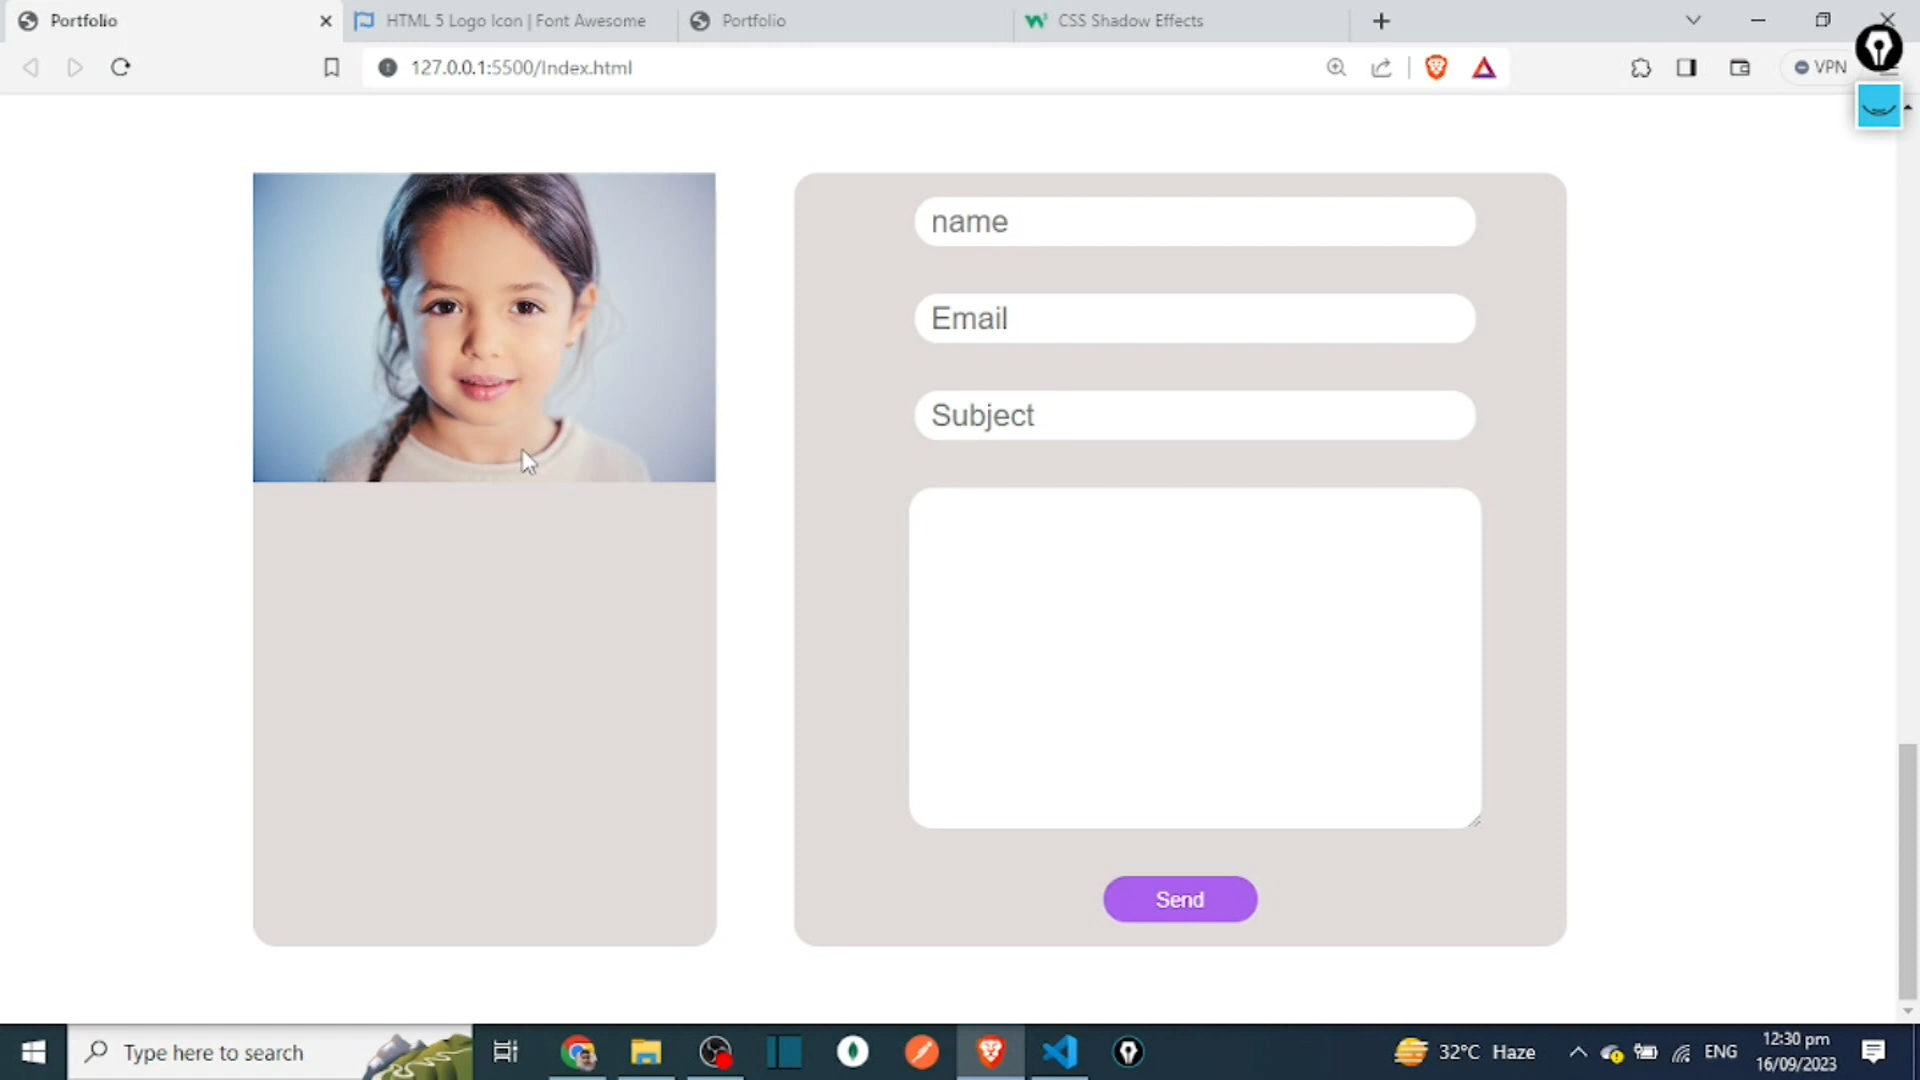 Portfolio
HTML 5 Logo Icon | Font Awesome
Portfolio
CSS Shadow Effects
127.0.0.1:5500/Index.html
VPN
name
Email
Subject
Send
Type here to search
32°C Haze
ENG
12:30 pm
16/09/2023